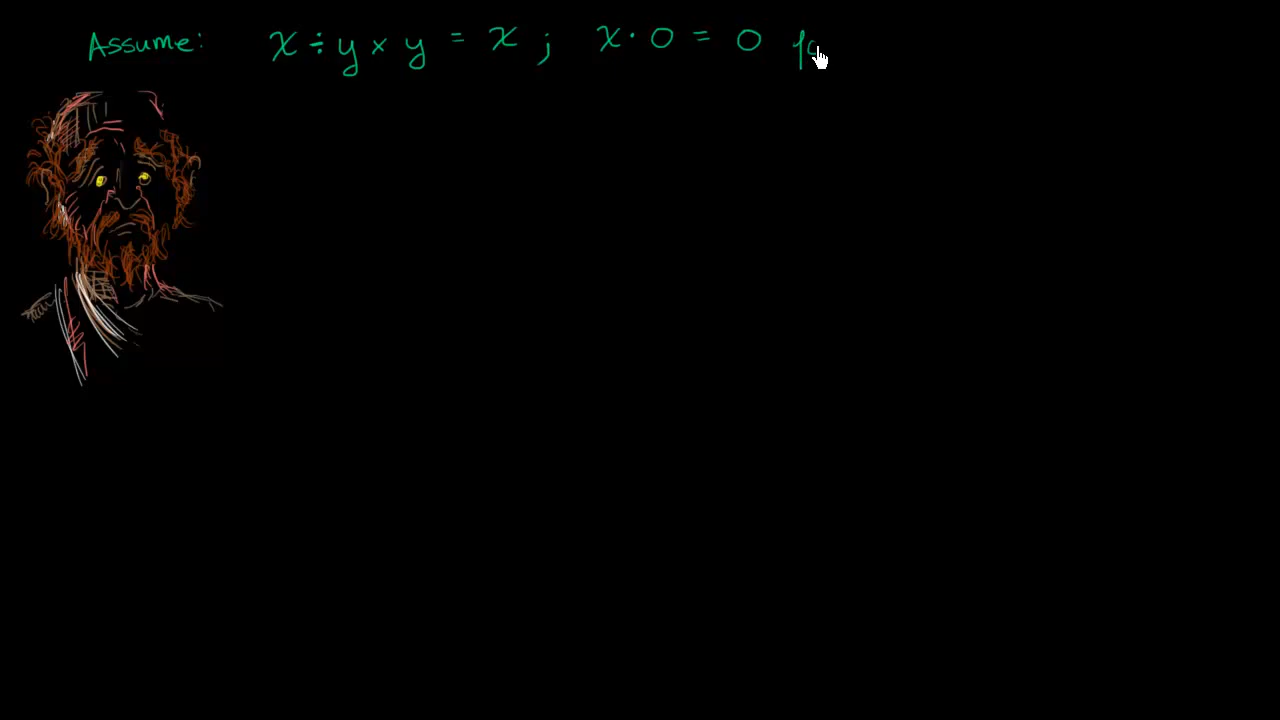 Assume: x ÷ y × y = x ; x · 0 = 0